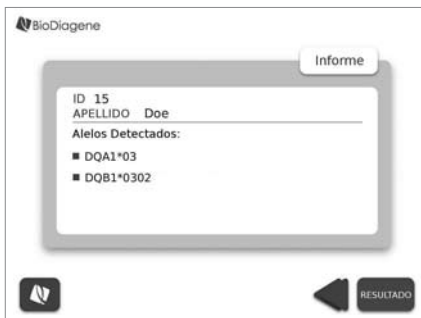 BioDiagene
Informe
ID 15
APELLIDO Doe
Alelos Detectados:
DQA1*03
DQB1*0302
RESULTADO